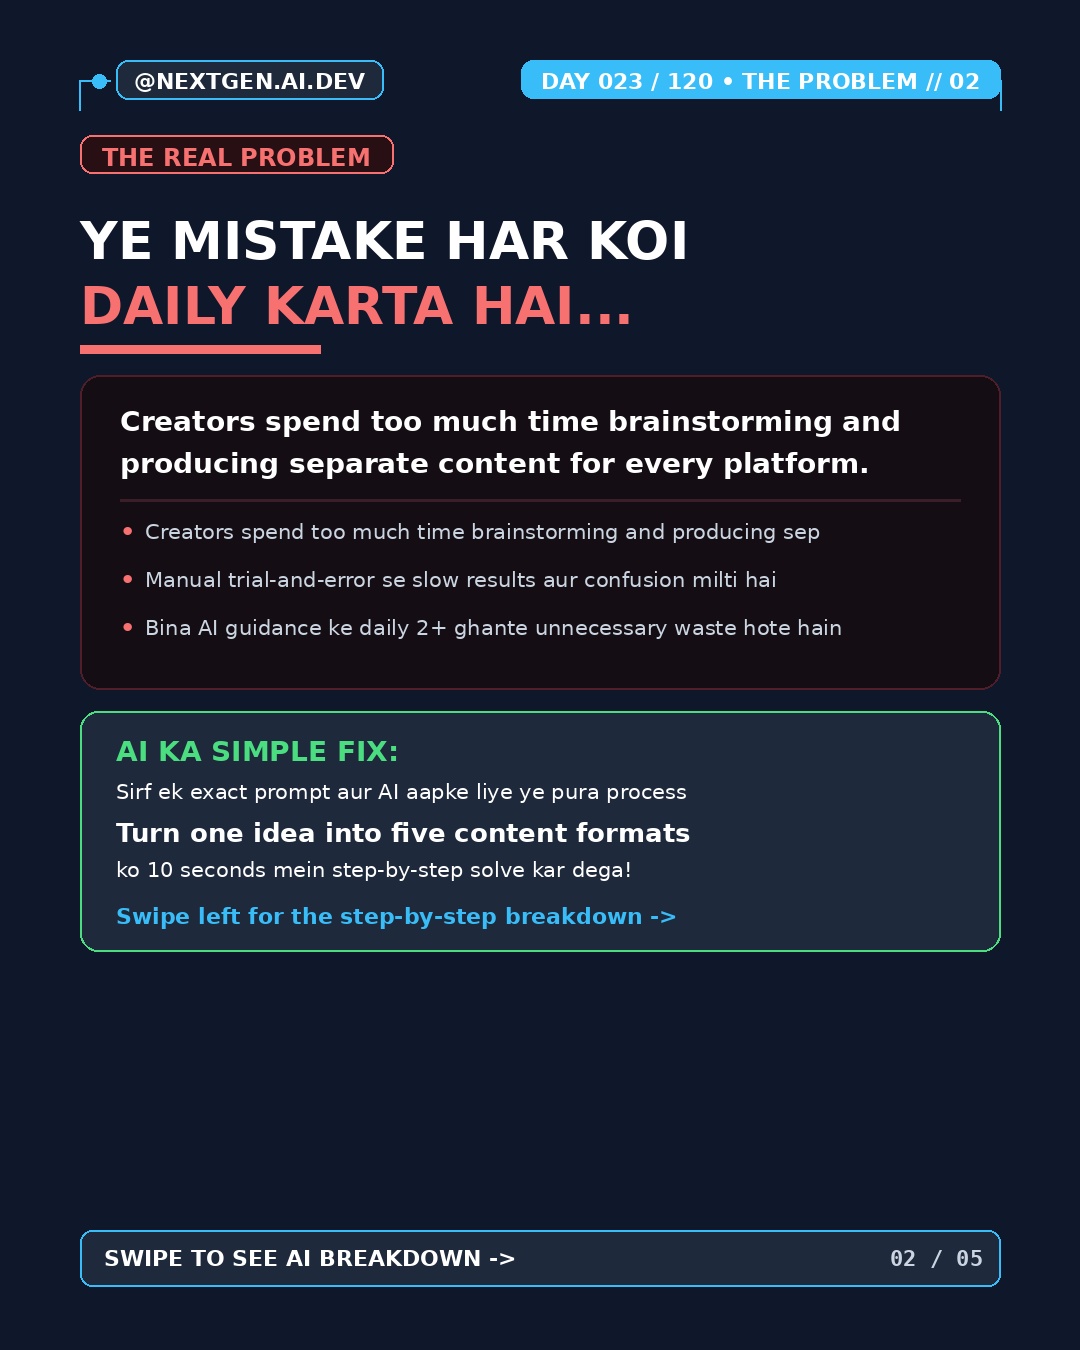 @NEXTGEN.AI.DEV
DAY 023 / 120 • THE PROBLEM // 02
THE REAL PROBLEM
YE MISTAKE HAR KOI
DAILY KARTA HAI...
Creators spend too much time brainstorming and
producing separate content for every platform.
• Creators spend too much time brainstorming and producing sep
• Manual trial-and-error se slow results aur confusion milti hai
• Bina AI guidance ke daily 2+ ghante unnecessary waste hote hain
AI KA SIMPLE FIX:
Sirf ek exact prompt aur AI aapke liye ye pura process
Turn one idea into five content formats
ko 10 seconds mein step-by-step solve kar dega!
Swipe left for the step-by-step breakdown ->
SWIPE TO SEE AI BREAKDOWN ->
02 / 05